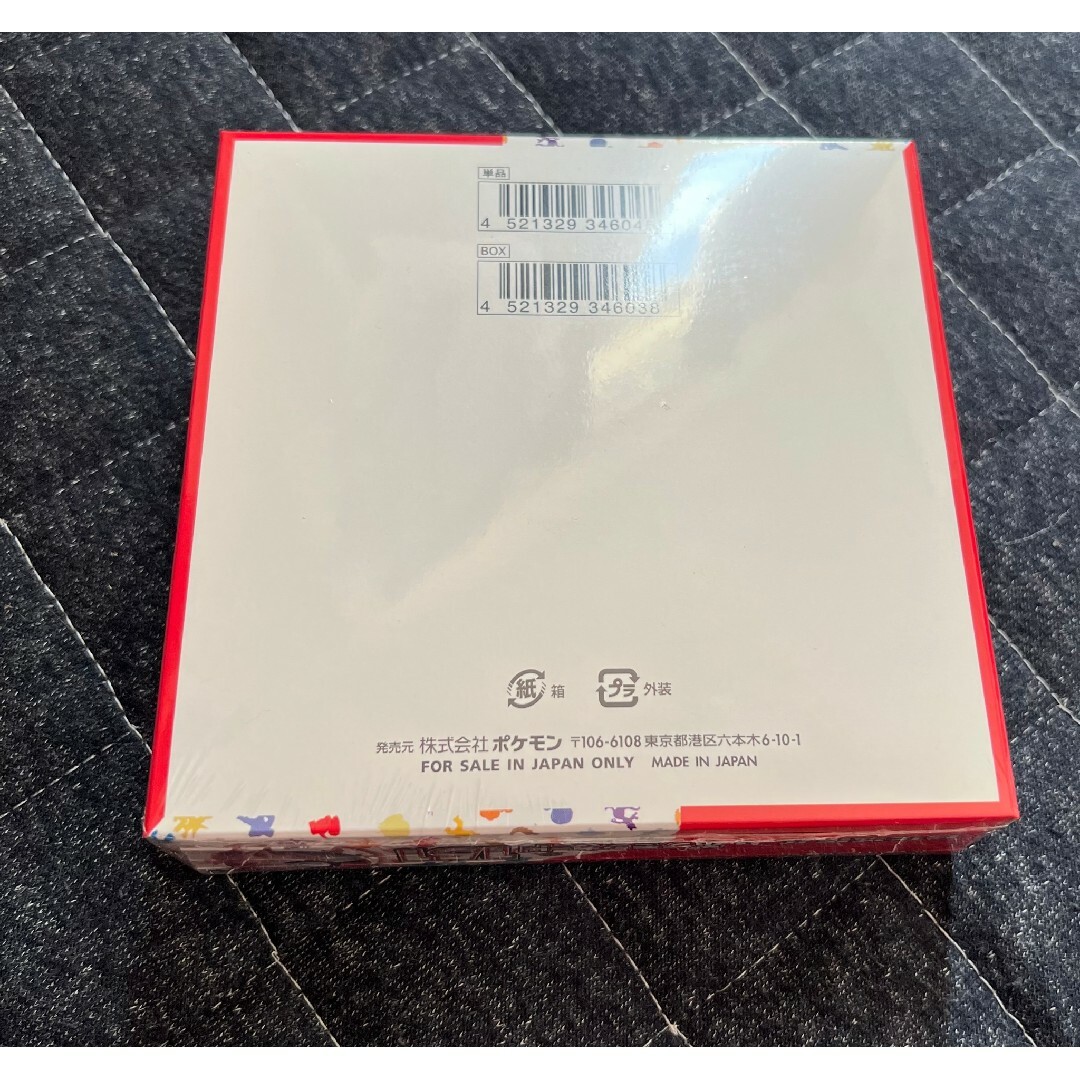 単品
4 521329 34604
BOX
4 521329 346038
紙 箱 プラ 外装
発売元 株式会社 ポケモン 〒106-6108 東京都港区六本木6-10-1
FOR SALE IN JAPAN ONLY MADE IN JAPAN